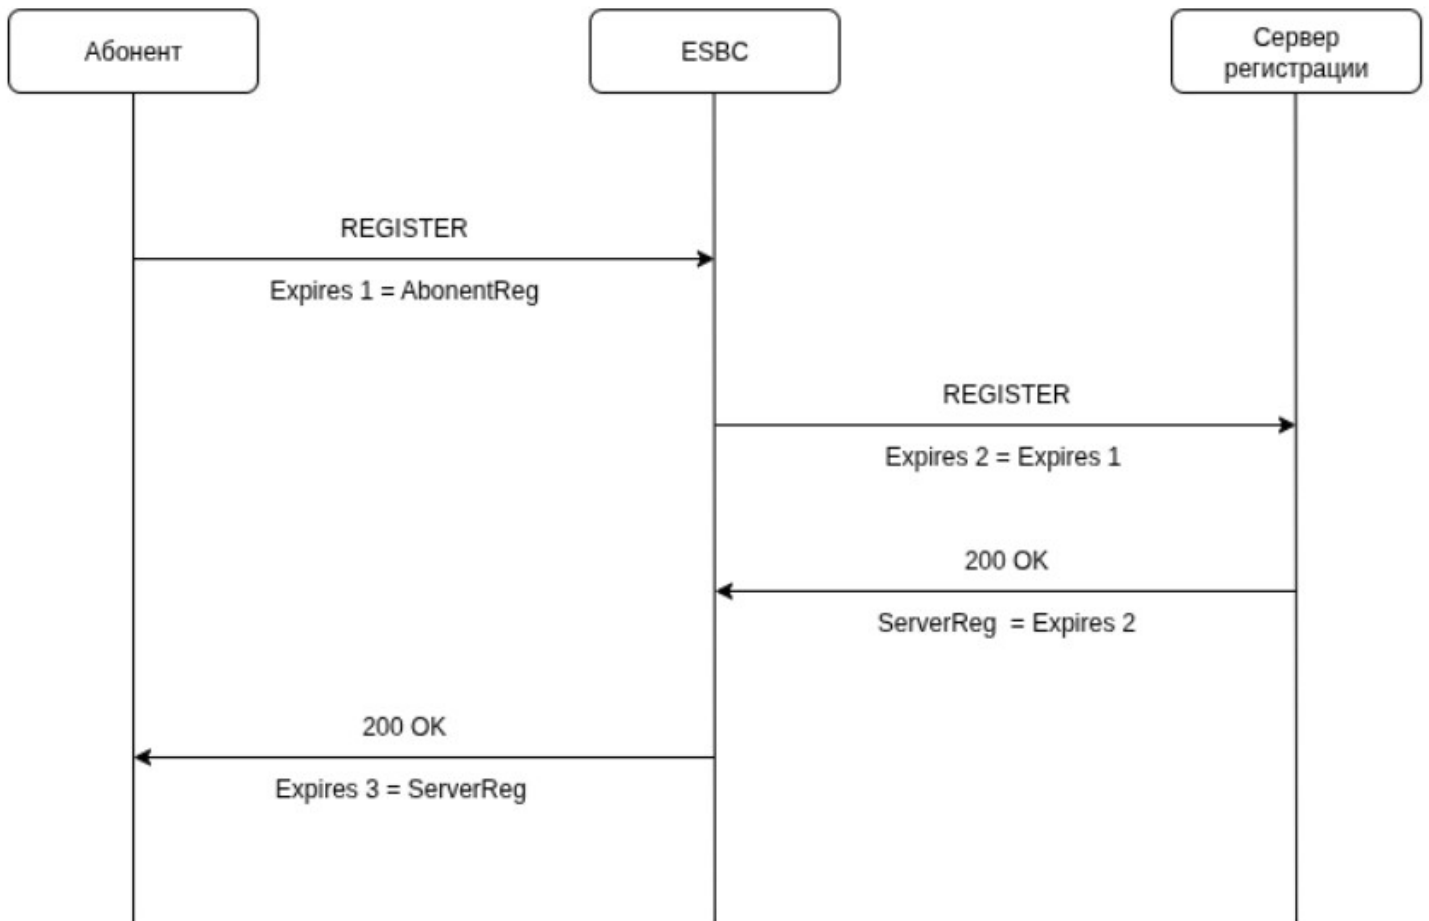 Абонент
ESBC
Сервер
регистрации
REGISTER
Expires 1 = AbonentReg
REGISTER
Expires 2 = Expires 1
200 OK
ServerReg  = Expires 2
200 OK
Expires 3 = ServerReg